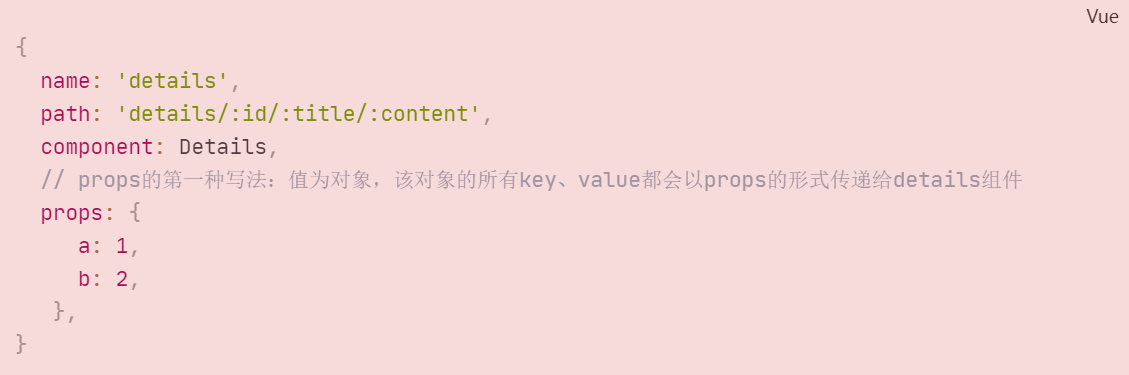 Vue
{
  name: 'details',
  path: 'details/:id/:title/:content',
  component: Details,
  // props的第一种写法：值为对象，该对象的所有key、value都会以props的形式传递给details组件
  props: {
     a: 1,
     b: 2,
   },
}